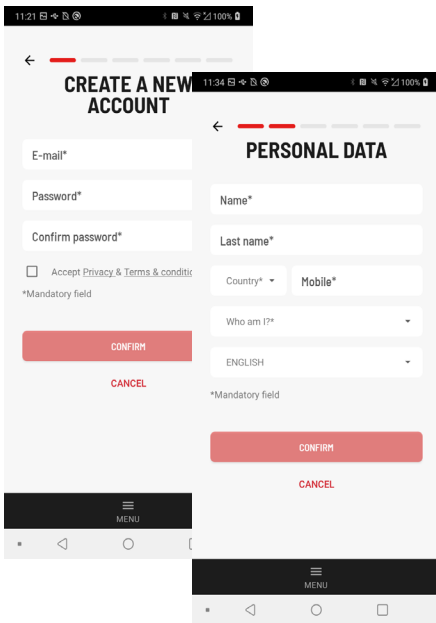 11:21 100%
CREATE A NEW
ACCOUNT
E-mail*
Password*
Confirm password*
Accept Privacy & Terms & conditic
*Mandatory field
CONFIRM
CANCEL
MENU
11:34 100%
PERSONAL DATA
Name*
Last name*
Country* Mobile*
Who am I?*
ENGLISH
*Mandatory field
CONFIRM
CANCEL
MENU